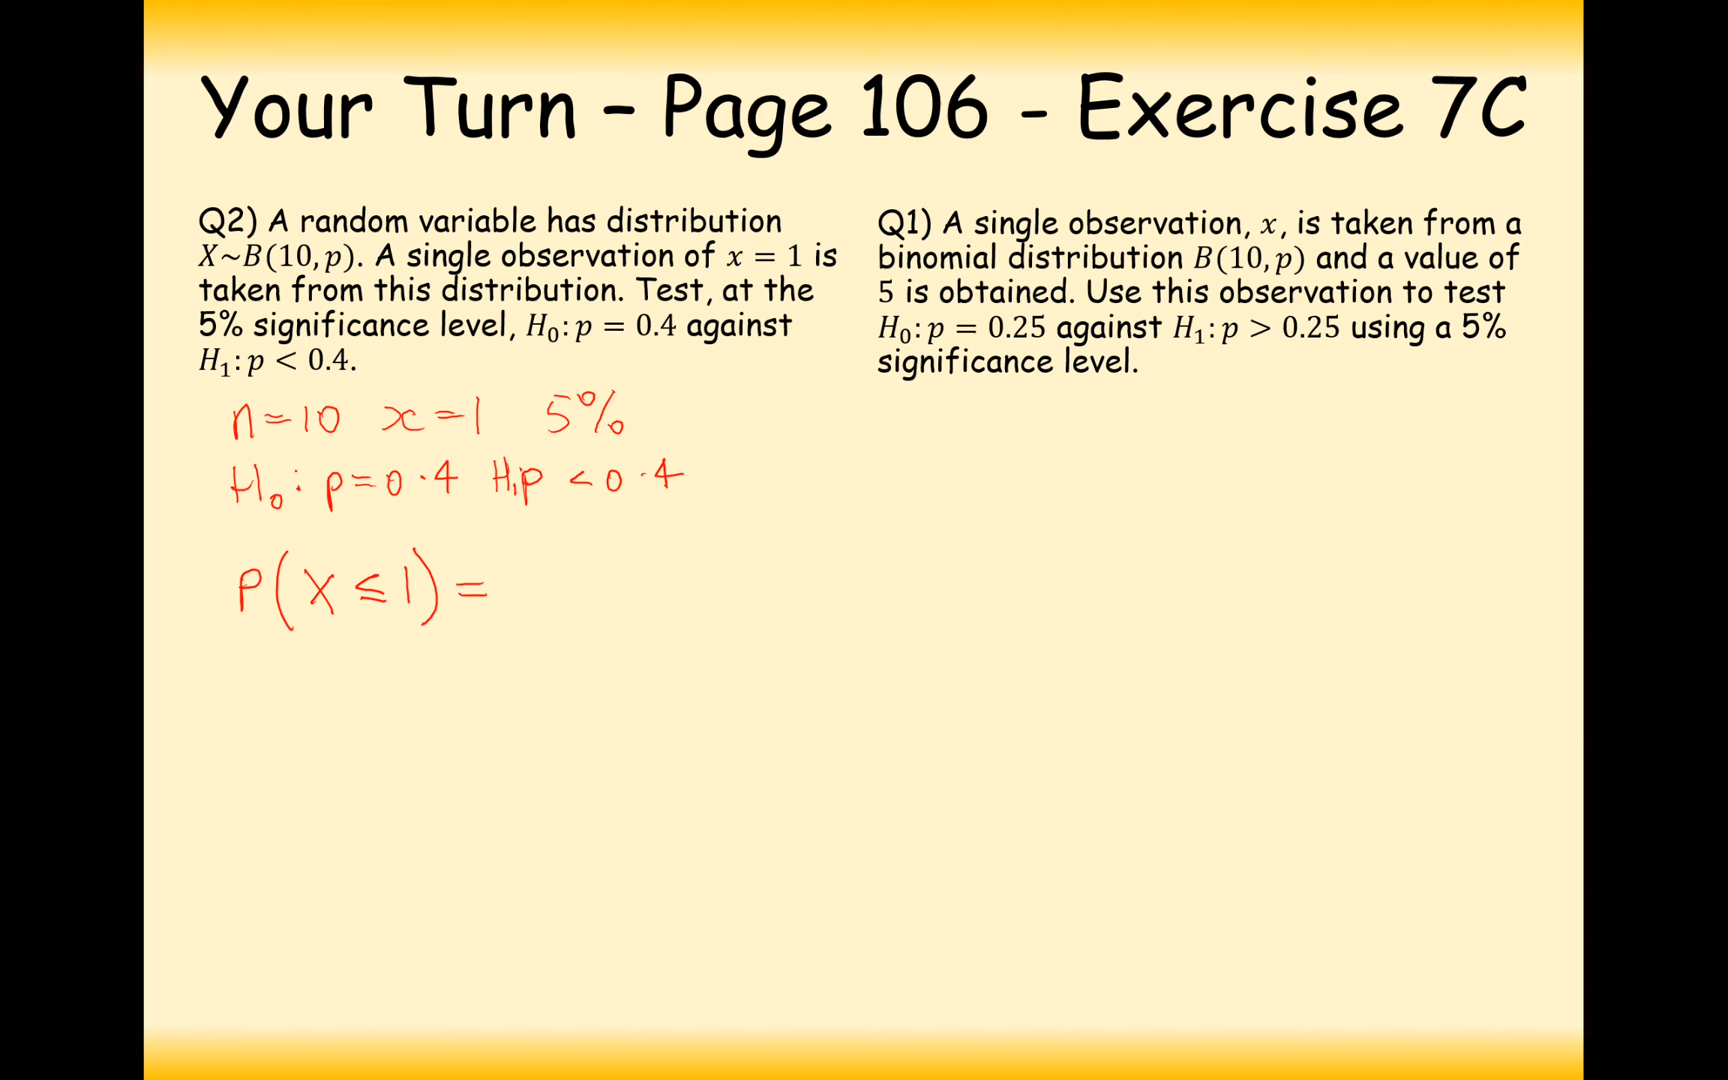 Your Turn – Page 106 - Exercise 7C
Q2) A random variable has distribution
X~B(10, p). A single observation of x = 1 is
taken from this distribution. Test, at the
5% significance level, H₀: p = 0.4 against
H₁: p < 0.4.
n=10 x=1 5%
H₀: p=0.4 H₁p <0.4
P(X ≤ 1) =
Q1) A single observation, x, is taken from a
binomial distribution B(10, p) and a value of
5 is obtained. Use this observation to test
H₀: p = 0.25 against H₁: p > 0.25 using a 5%
significance level.